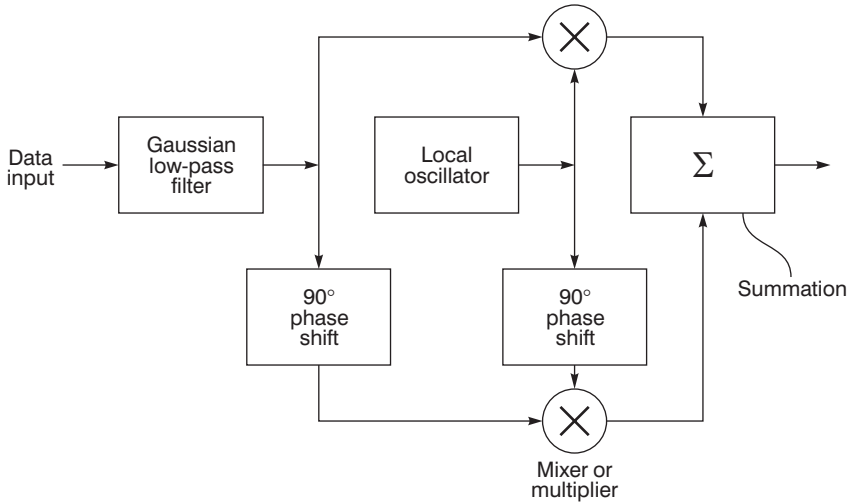 Data
input
Gaussian
low-pass
filter
Local
oscillator
Σ
Summation
90°
phase
shift
90°
phase
shift
Mixer or
multiplier